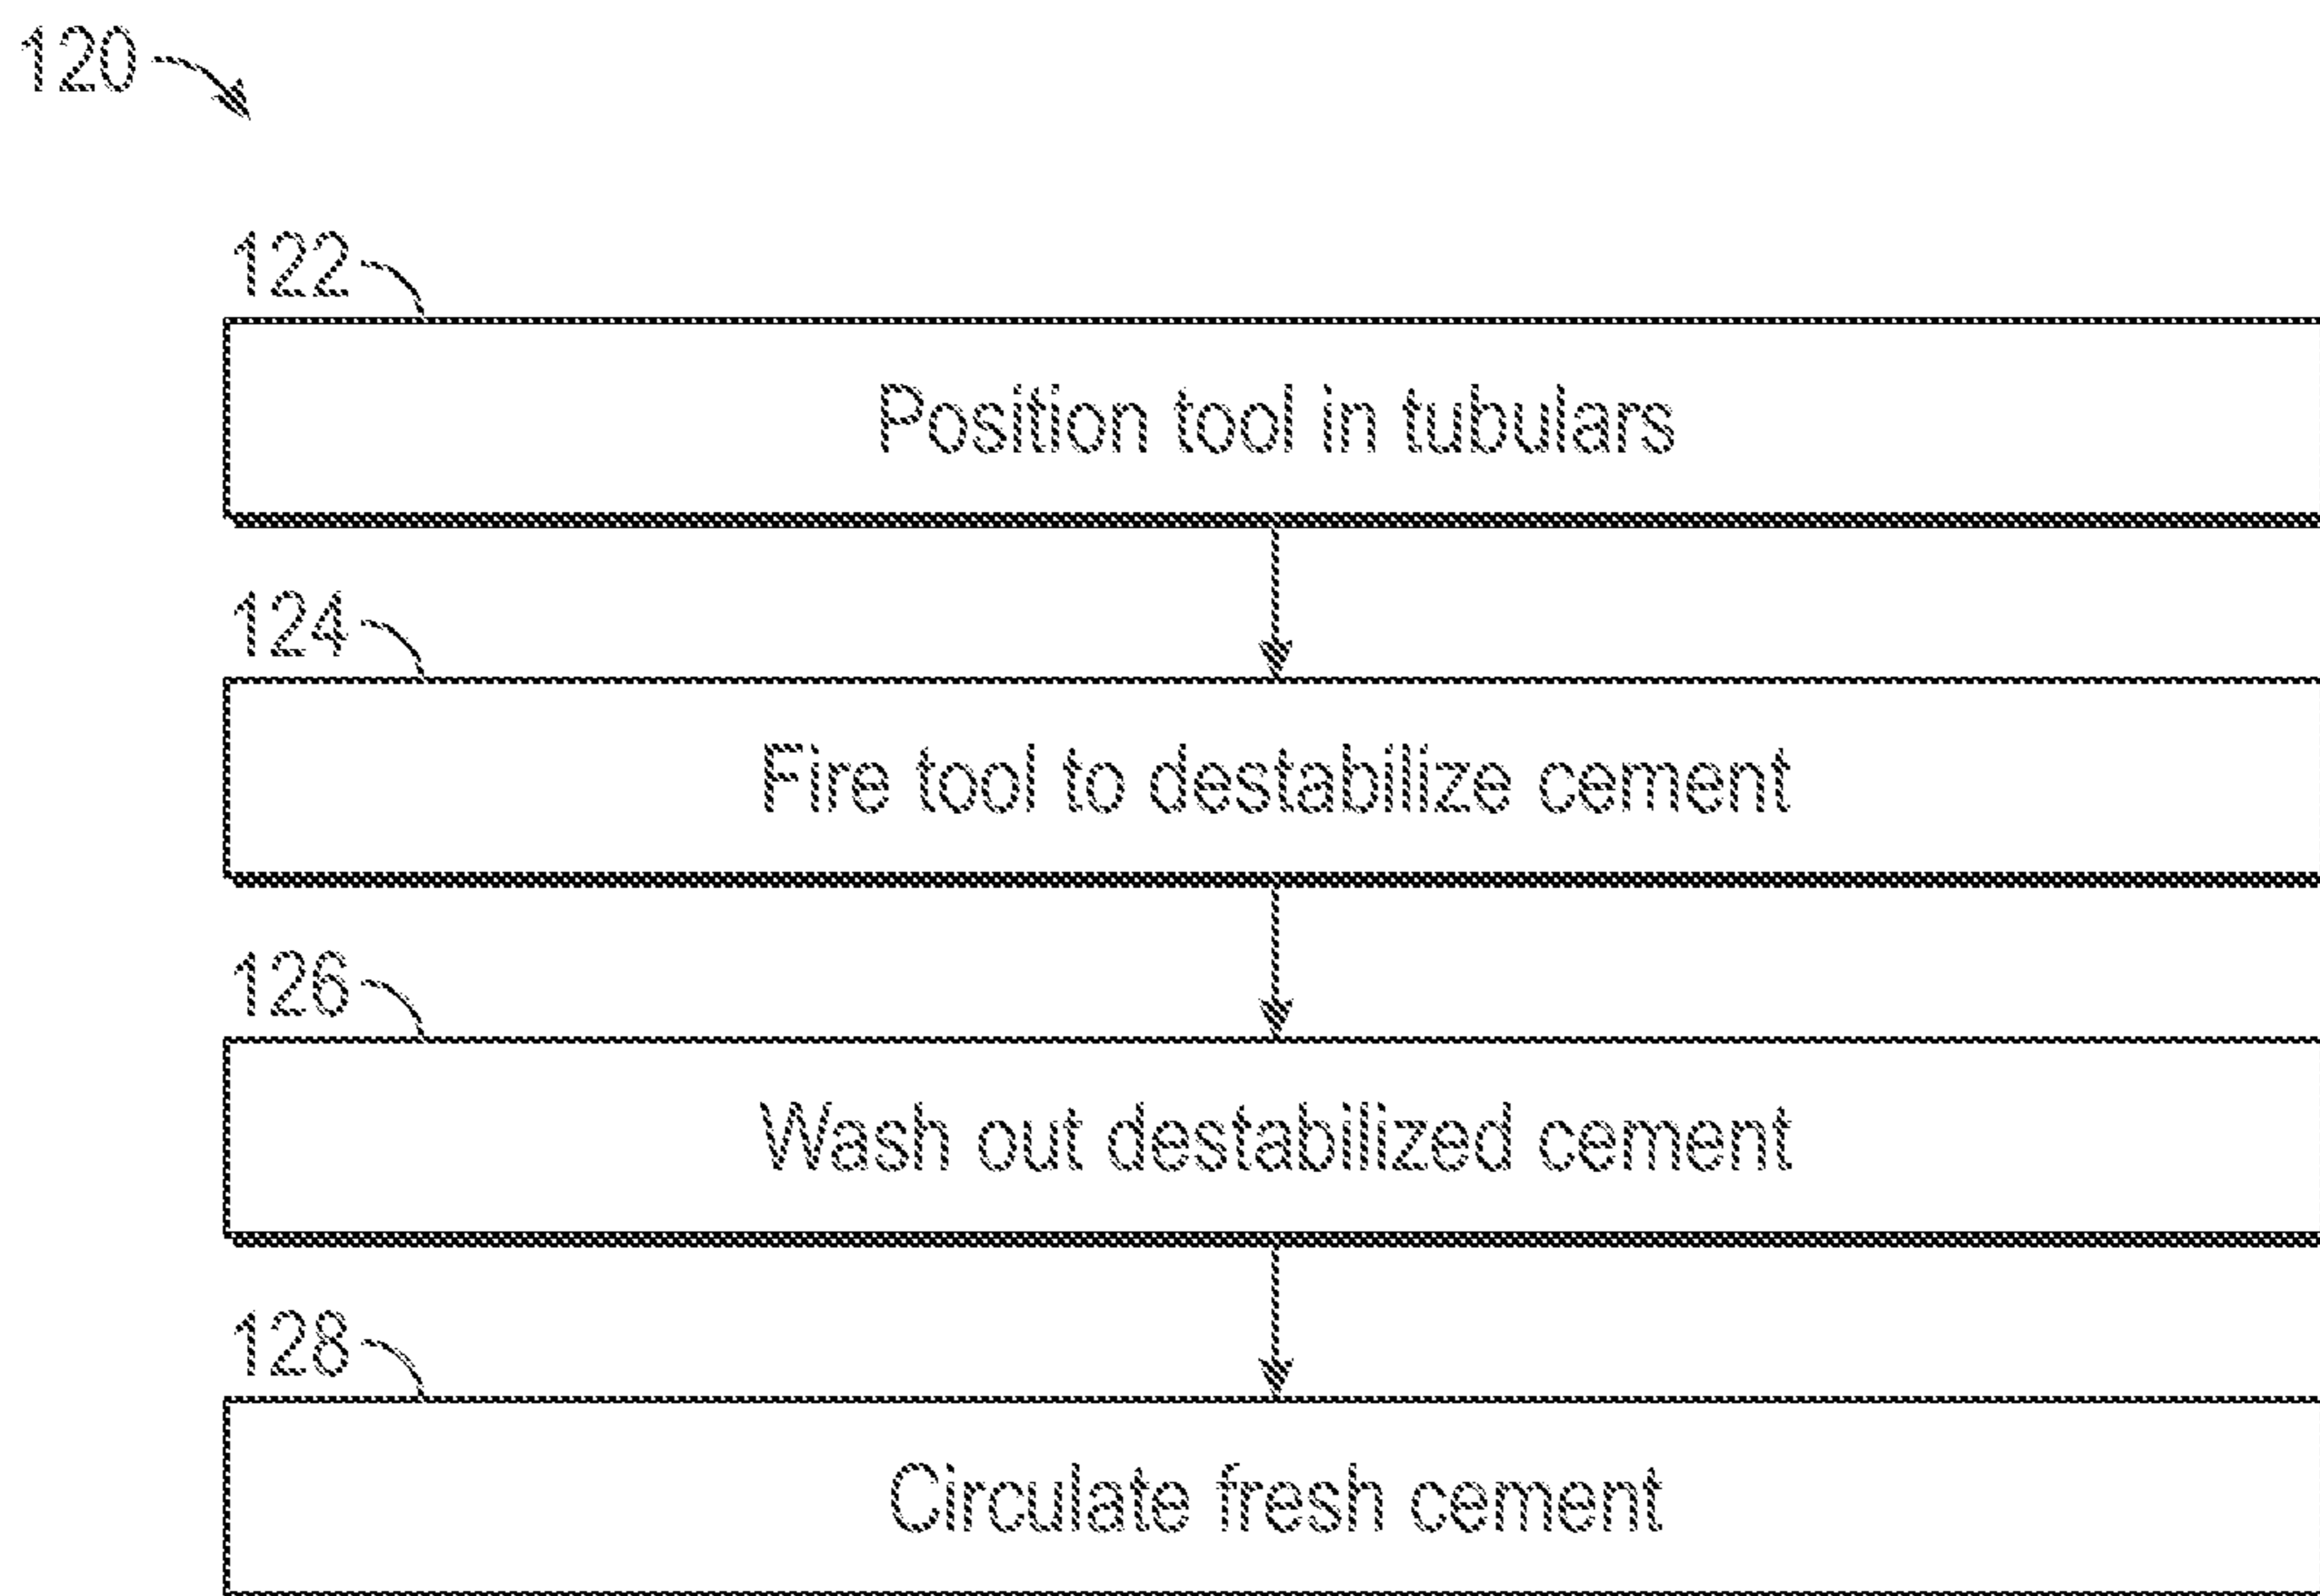 120
122
Position tool in tubulars
124
Fire tool to destabilize cement
126
Wash out destabilized cement
128
Circulate fresh cement